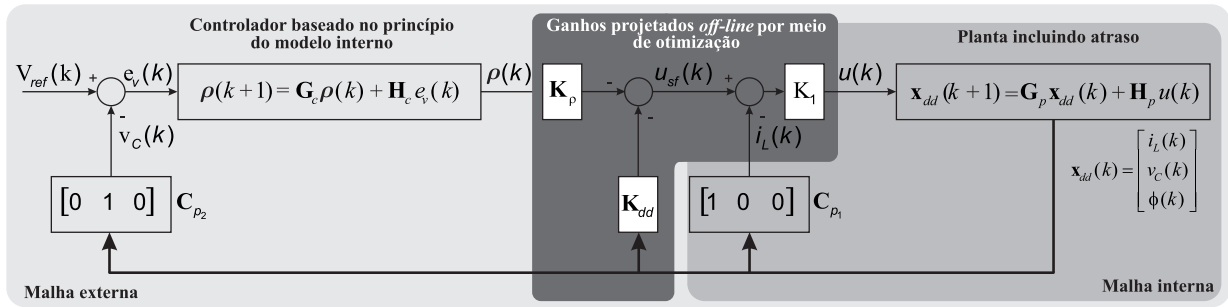 Controlador baseado no princípio
do modelo interno
Ganhos projetados off-line por meio
de otimização
Planta incluindo atraso
V_ref(k)
+
e_v(k)
-
v_C(k)
ρ(k+1) = G_c ρ(k) + H_c e_v(k)
ρ(k)
K_ρ
-
-
u_sf(k)
+
-
i_L(k)
K_1
u(k)
x_dd(k+1) = G_p x_dd(k) + H_p u(k)
[0 1 0]
C_p2
K_dd
[1 0 0]
C_p1
x_dd(k) =
i_L(k)
v_C(k)
ϕ(k)
Malha externa
Malha interna